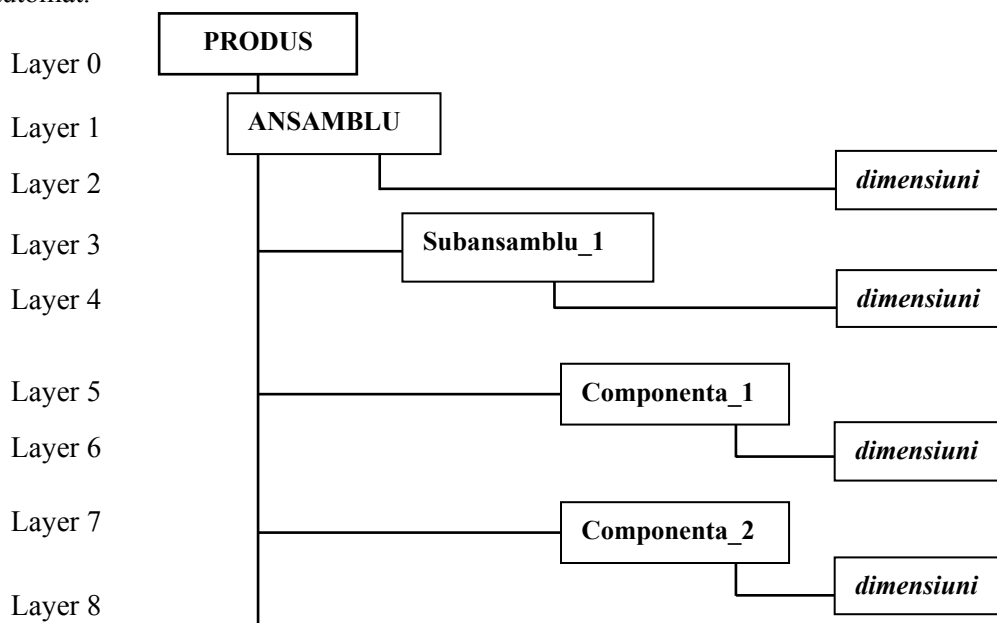 PRODUS
Layer 0
ANSAMBLU
Layer 1
Layer 2 dimensiuni
Layer 3 Subansamblu_1
Layer 4 dimensiuni
Layer 5 Componenta_1
Layer 6 dimensiuni
Layer 7 Componenta_2
dimensiuni
Layer 8